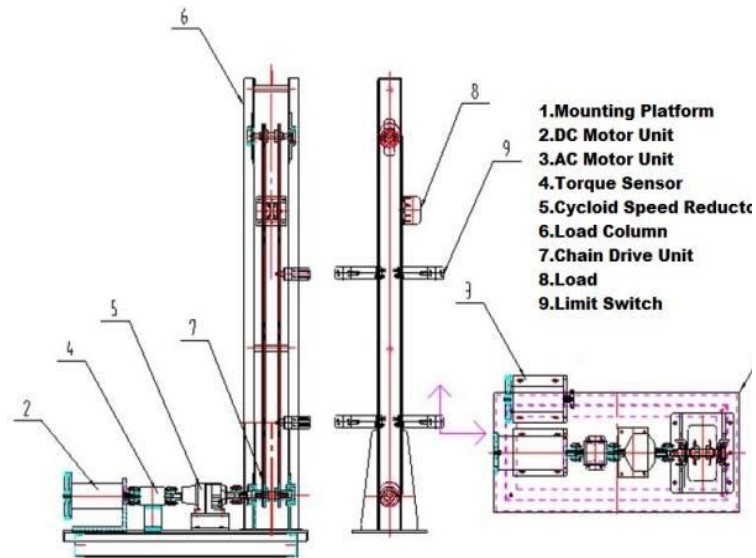 6
8
9
1.Mounting Platform
2.DC Motor Unit
3.AC Motor Unit
4.Torque Sensor
5.Cycloid Speed Reducto
6.Load Column
7.Chain Drive Unit
8.Load
9.Limit Switch
3
5
7
4
2